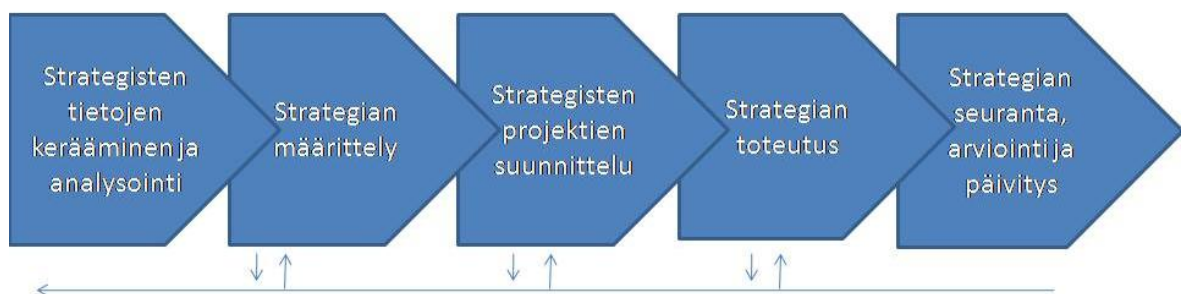 Strategisten
tietojen
kerääminen ja
analysointi
Strategian
määrittely
Strategisten
projektien
suunnittelu
Strategian
toteutus
Strategian
seuranta,
arviointi ja
päivitys